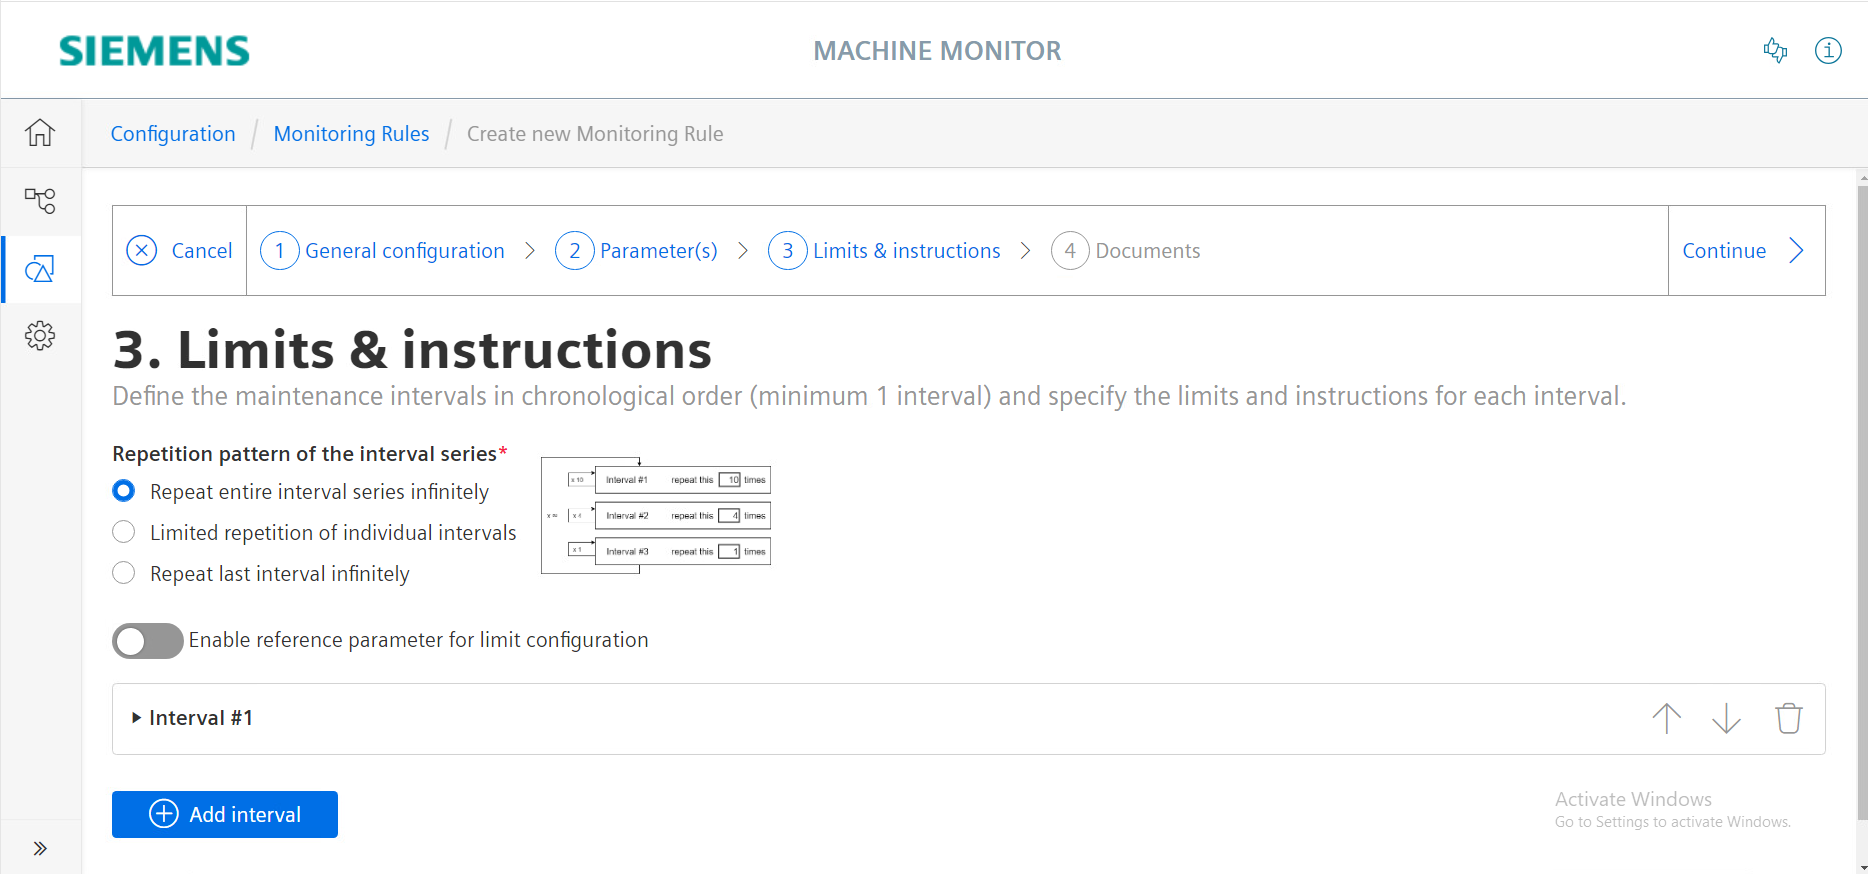 SIEMENS
MACHINE MONITOR
Configuration / Monitoring Rules / Create new Monitoring Rule
Cancel
1 General configuration
2 Parameter(s)
3 Limits & instructions
4 Documents
Continue
3. Limits & instructions
Define the maintenance intervals in chronological order (minimum 1 interval) and specify the limits and instructions for each interval.
Repetition pattern of the interval series*
Repeat entire interval series infinitely
Limited repetition of individual intervals
Repeat last interval infinitely
x 10 Interval #1 repeat this 10 times
x ∞ x 4 Interval #2 repeat this 4 times
x 1 Interval #3 repeat this 1 times
Enable reference parameter for limit configuration
Interval #1
Add interval
Activate Windows
Go to Settings to activate Windows.